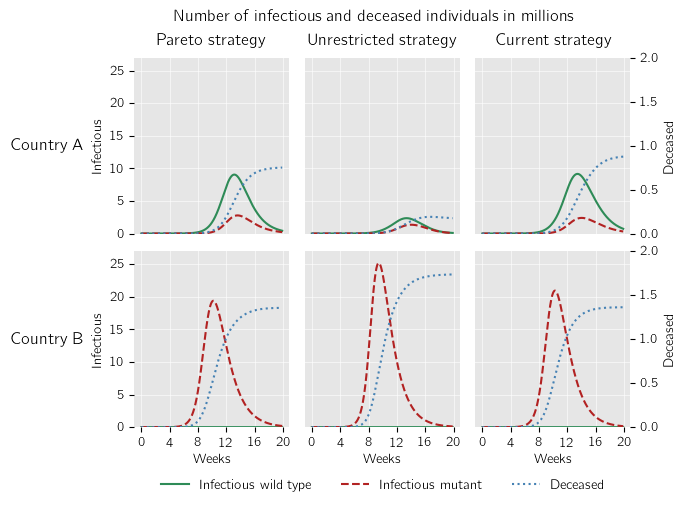 Number of infectious and deceased individuals in millions
Pareto strategy Unrestricted strategy Current strategy
Country A
Infectious
25
20
15
10
5
0
2.0
1.5
1.0
0.5
0.0
Deceased
Country B
Infectious
25
20
15
10
5
0
2.0
1.5
1.0
0.5
0.0
Deceased
0 4 8 12 16 20 0 4 8 12 16 20 0 4 8 12 16 20
Weeks Weeks Weeks
Infectious wild type Infectious mutant Deceased